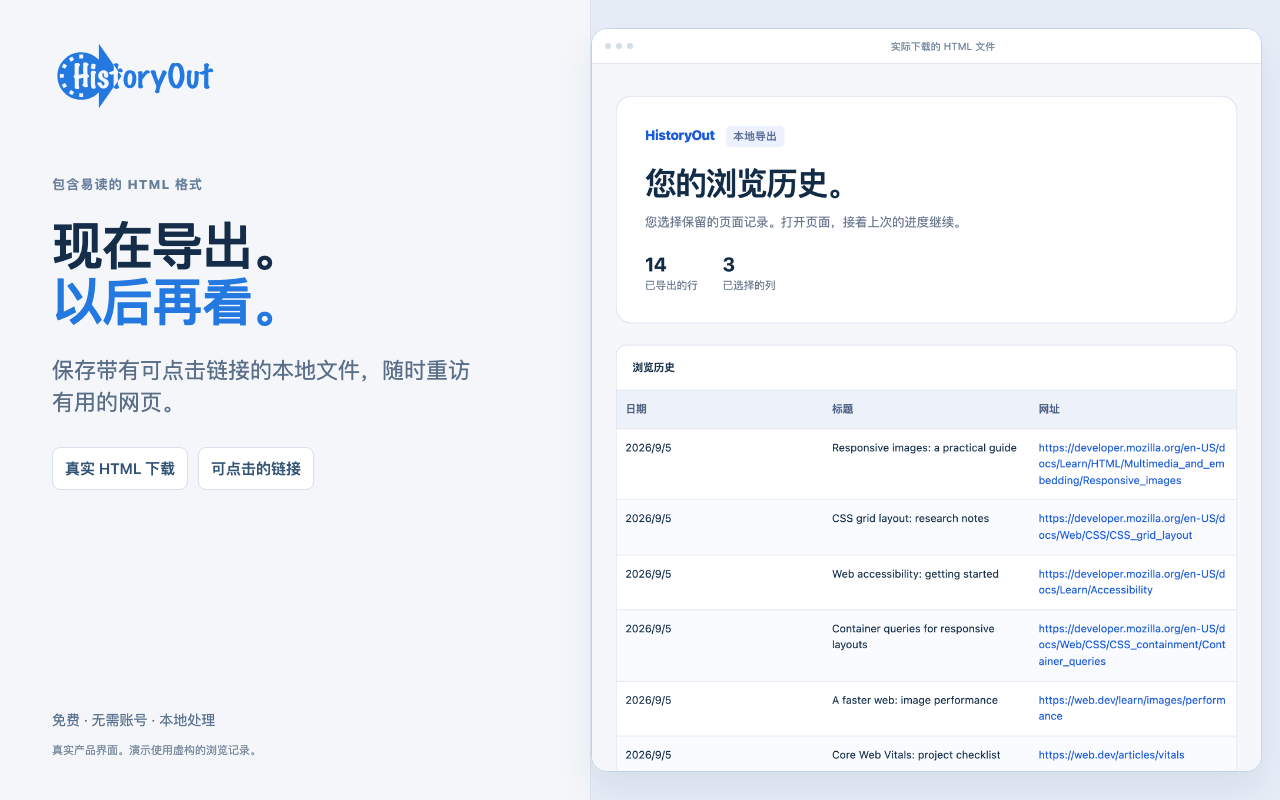 HistoryOut
包含易读的 HTML 格式
现在导出。
以后再看。
保存带有可点击链接的本地文件，随时重访
有用的网页。
真实 HTML 下载
可点击的链接
免费 · 无需账号 · 本地处理
真实产品界面。演示使用虚构的浏览记录。
实际下载的 HTML 文件
HistoryOut 本地导出
您的浏览历史。
您选择保留的页面记录。打开页面，接着上次的进度继续。
14 3
已导出的行 已选择的列
浏览历史
日期 标题 网址
2026/9/5 Responsive images: a practical guide https://developer.mozilla.org/en-US/d
ocs/Learn/HTML/Multimedia_and_em
bedding/Responsive_images
2026/9/5 CSS grid layout: research notes https://developer.mozilla.org/en-US/d
ocs/Web/CSS/CSS_grid_layout
2026/9/5 Web accessibility: getting started https://developer.mozilla.org/en-US/d
ocs/Learn/Accessibility
2026/9/5 Container queries for responsive https://developer.mozilla.org/en-US/d
layouts ocs/Web/CSS/CSS_containment/Cont
ainer_queries
2026/9/5 A faster web: image performance https://web.dev/learn/images/perform
ance
2026/9/5 Core Web Vitals: project checklist https://web.dev/articles/vitals